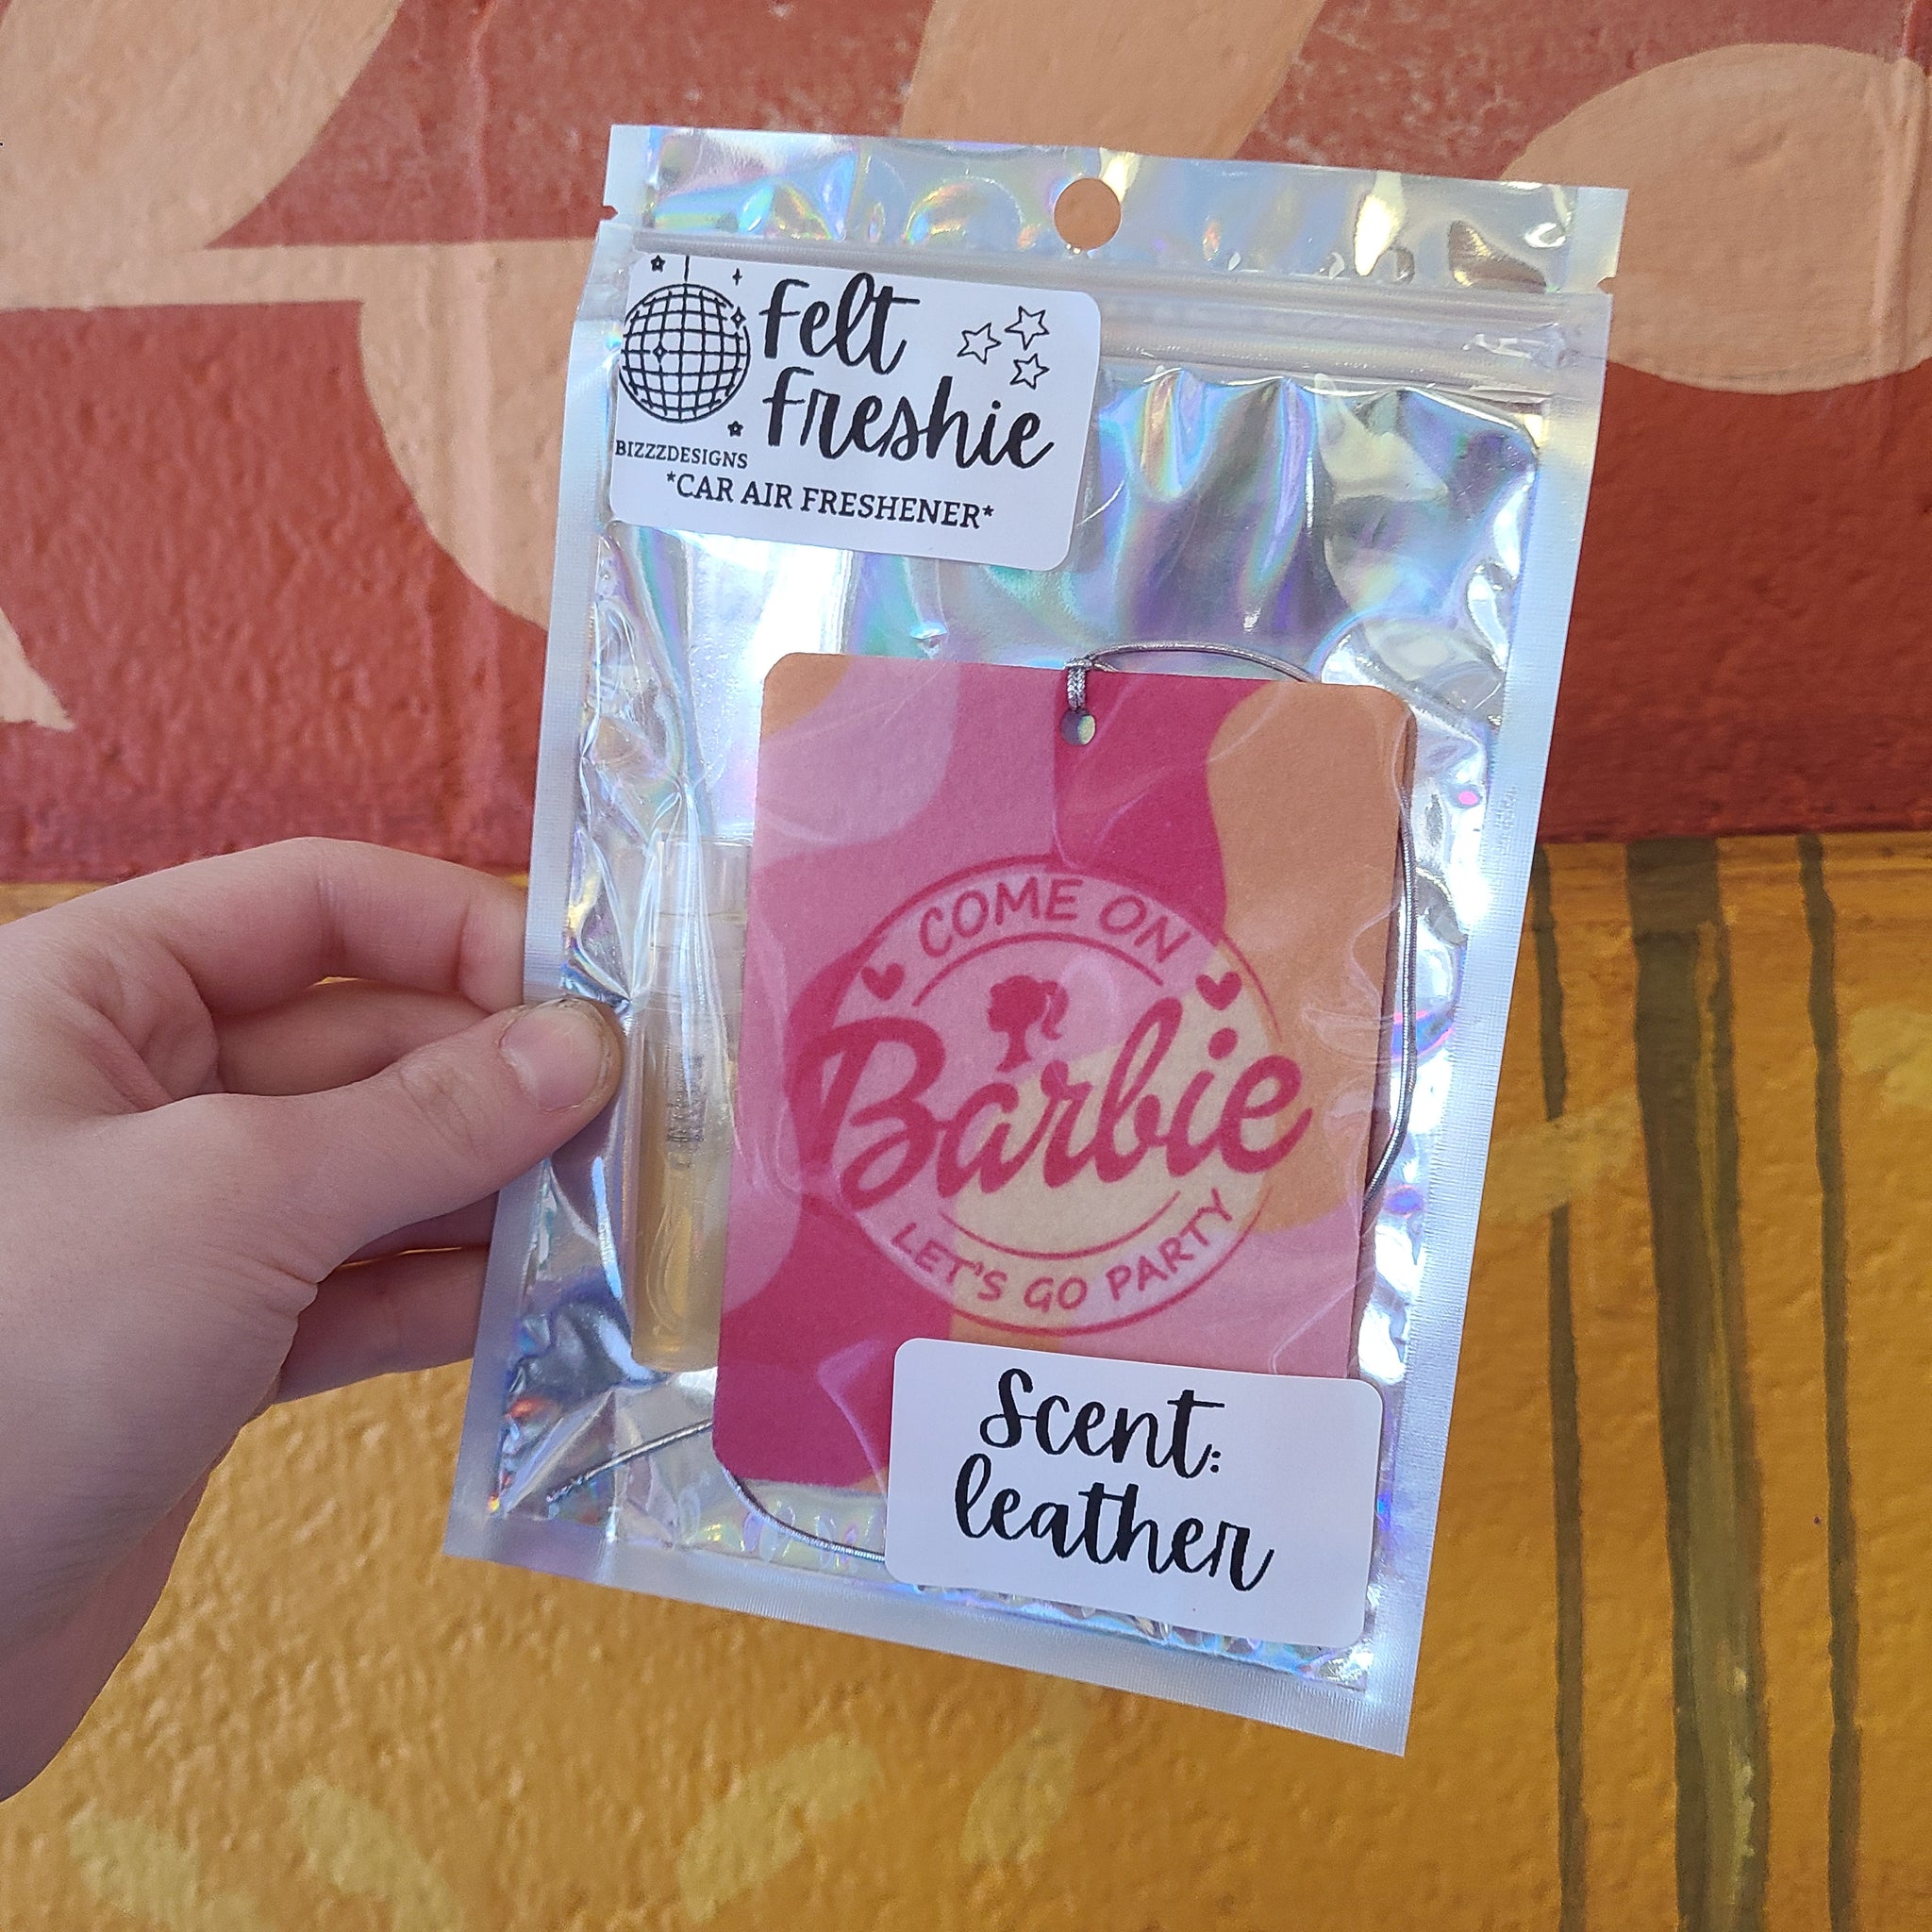 Felt
Freshie
BIZZZDESIGNS
*CAR AIR FRESHENER*
COME ON
Barbie
LET'S GO PARTY
Scent:
leather